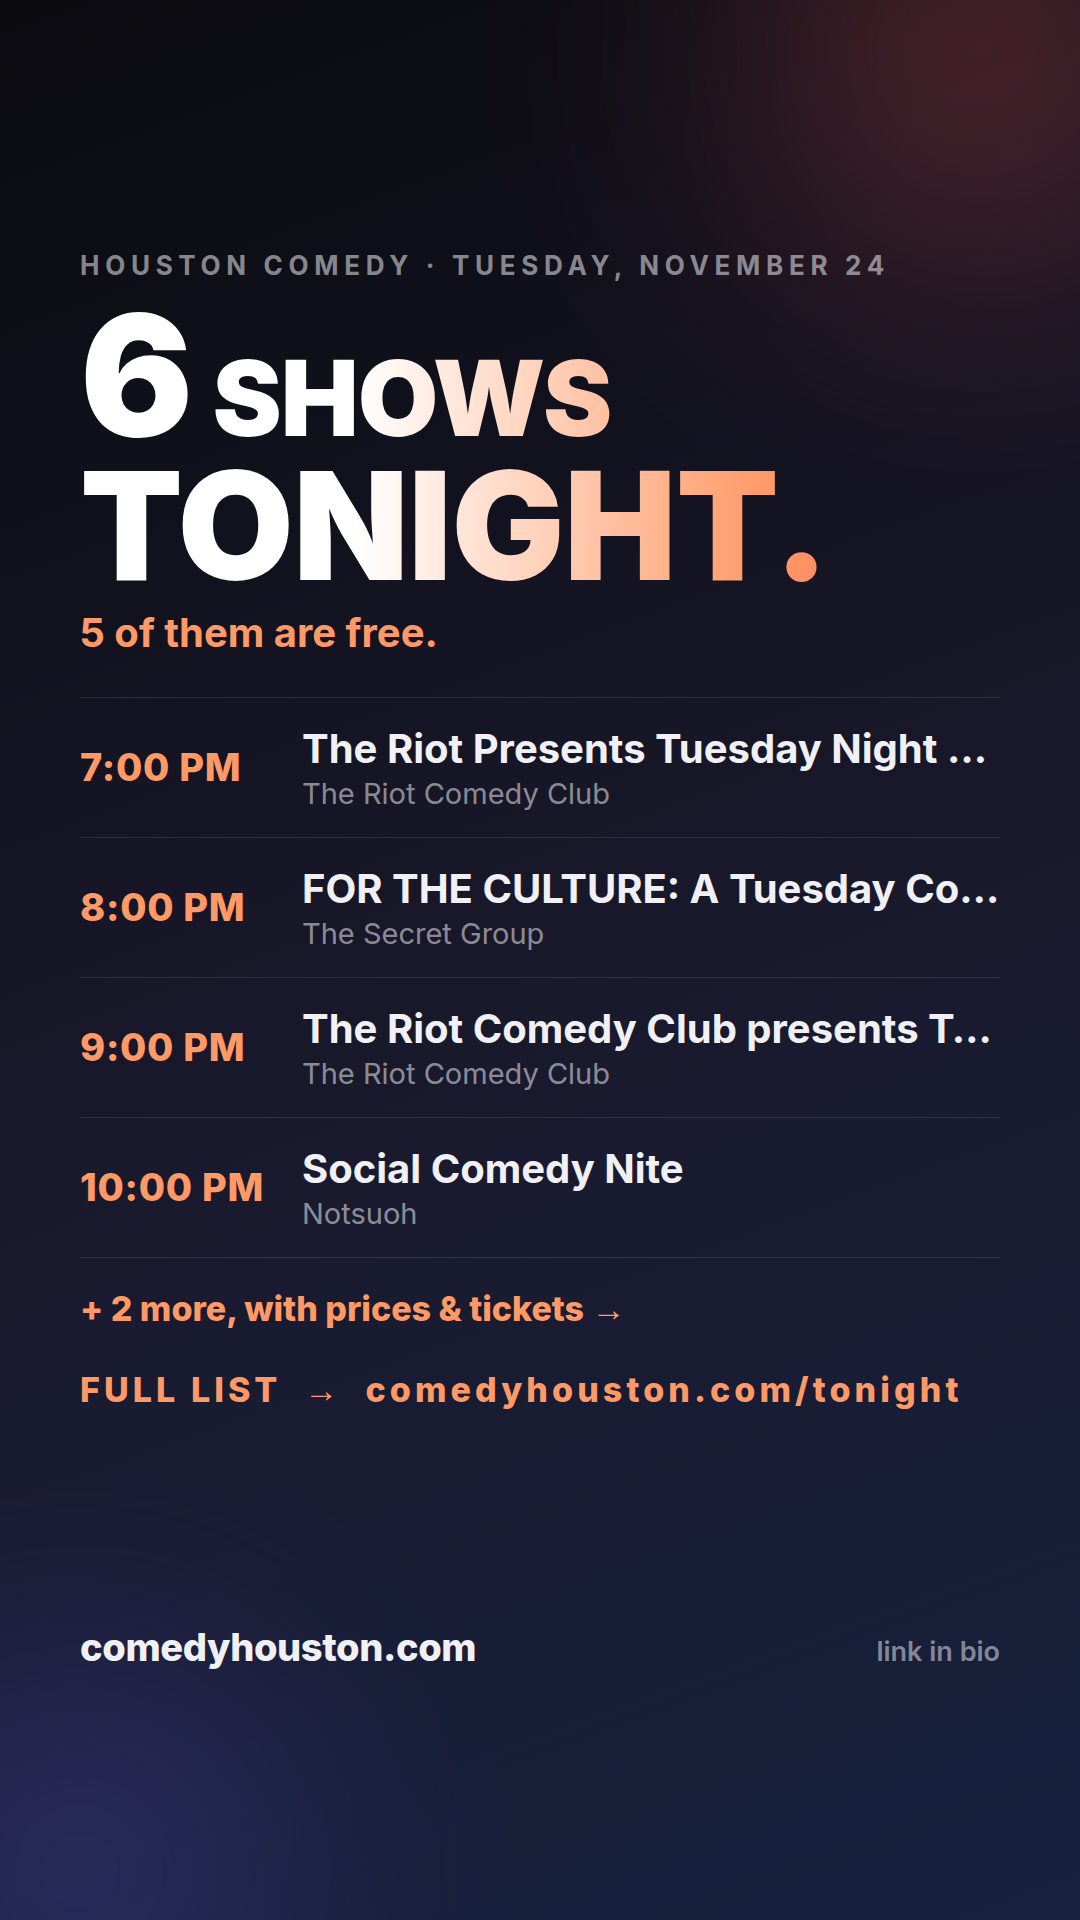 HOUSTON COMEDY · TUESDAY, NOVEMBER 24
6 SHOWS
TONIGHT.
5 of them are free.
7:00 PM
The Riot Presents Tuesday Night ...
The Riot Comedy Club
8:00 PM
FOR THE CULTURE: A Tuesday Co...
The Secret Group
9:00 PM
The Riot Comedy Club presents T...
The Riot Comedy Club
10:00 PM
Social Comedy Nite
Notsuoh
+ 2 more, with prices & tickets →
FULL LIST → comedyhouston.com/tonight
comedyhouston.com
link in bio